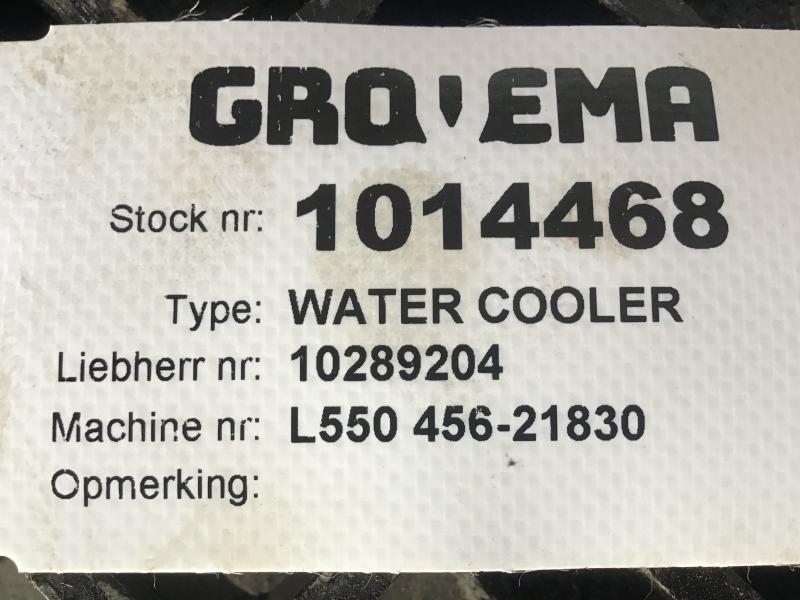 GRO'EMA
Stock nr: 1014468
Type: WATER COOLER
Liebherr nr: 10289204
Machine nr: L550 456-21830
Opmerking: